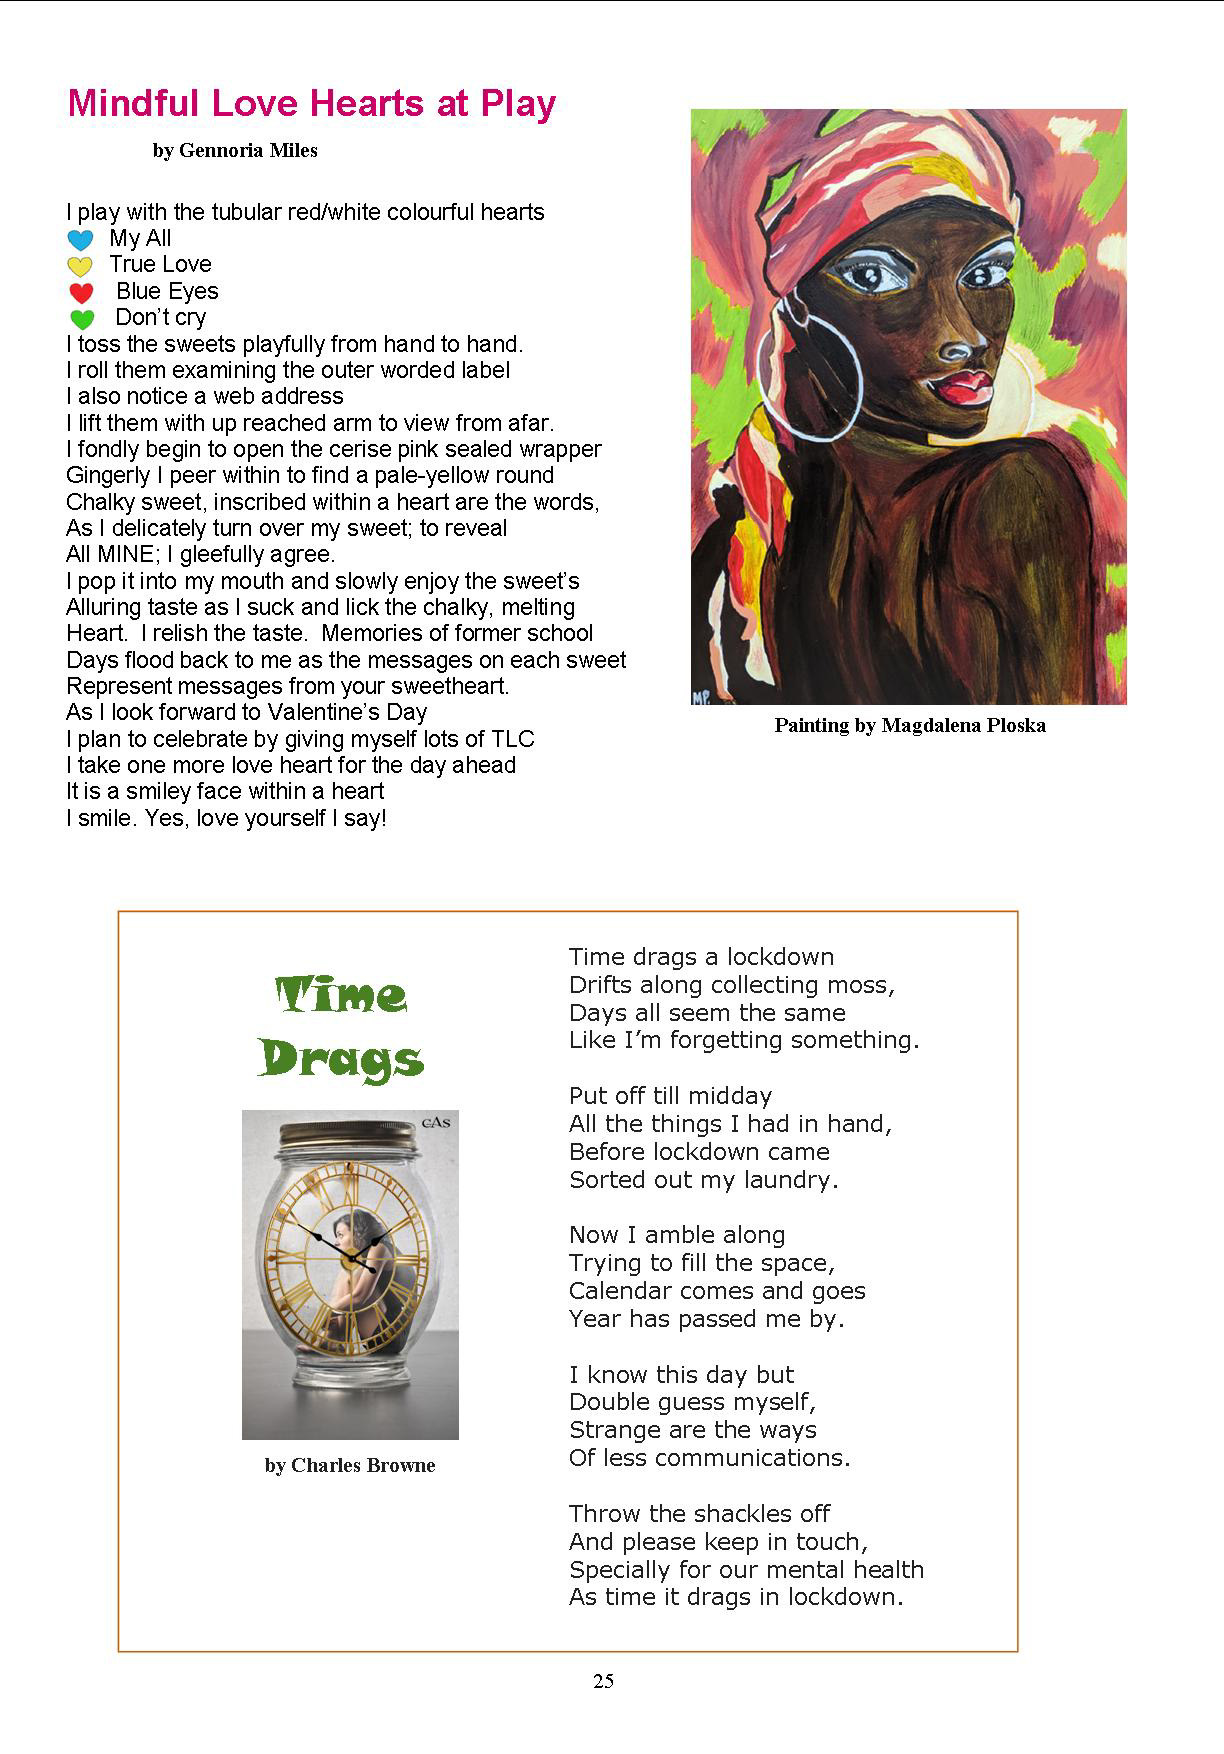 Mindful Love Hearts at Play
by Gennoria Miles
I play with the tubular red/white colourful hearts
My All
True Love
Blue Eyes
Don't cry
I toss the sweets playfully from hand to hand.
I roll them examining the outer worded label
I also notice a web address
I lift them with up reached arm to view from afar.
I fondly begin to open the cerise pink sealed wrapper
Gingerly I peer within to find a pale-yellow round
Chalky sweet, inscribed within a heart are the words,
As I delicately turn over my sweet; to reveal
All MINE; I gleefully agree.
I pop it into my mouth and slowly enjoy the sweet's
Alluring taste as I suck and lick the chalky, melting
Heart.  I relish the taste.  Memories of former school
Days flood back to me as the messages on each sweet
Represent messages from your sweetheart.
As I look forward to Valentine's Day
I plan to celebrate by giving myself lots of TLC
I take one more love heart for the day ahead
It is a smiley face within a heart
I smile. Yes, love yourself I say!
MP.
Painting by Magdalena Ploska
Time
Drags
CAS
by Charles Browne
Time drags a lockdown
Drifts along collecting moss,
Days all seem the same
Like I'm forgetting something.
Put off till midday
All the things I had in hand,
Before lockdown came
Sorted out my laundry.
Now I amble along
Trying to fill the space,
Calendar comes and goes
Year has passed me by.
I know this day but
Double guess myself,
Strange are the ways
Of less communications.
Throw the shackles off
And please keep in touch,
Specially for our mental health
As time it drags in lockdown.
25